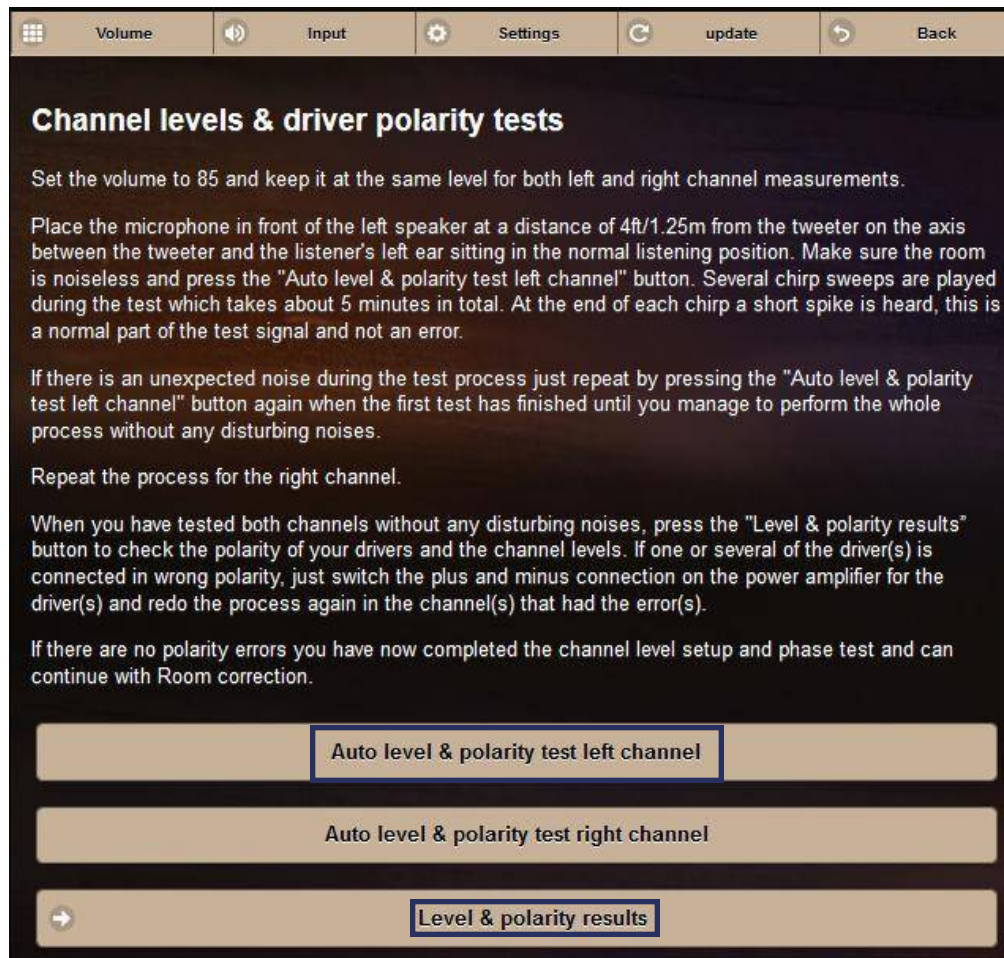 Volume Input Settings update Back
Channel levels & driver polarity tests
Set the volume to 85 and keep it at the same level for both left and right channel measurements.
Place the microphone in front of the left speaker at a distance of 4ft/1.25m from the tweeter on the axis
between the tweeter and the listener's left ear sitting in the normal listening position. Make sure the room
is noiseless and press the "Auto level & polarity test left channel" button. Several chirp sweeps are played
during the test which takes about 5 minutes in total. At the end of each chirp a short spike is heard, this is
a normal part of the test signal and not an error.
If there is an unexpected noise during the test process just repeat by pressing the "Auto level & polarity
test left channel" button again when the first test has finished until you manage to perform the whole
process without any disturbing noises.
Repeat the process for the right channel.
When you have tested both channels without any disturbing noises, press the "Level & polarity results"
button to check the polarity of your drivers and the channel levels. If one or several of the driver(s) is
connected in wrong polarity, just switch the plus and minus connection on the power amplifier for the
driver(s) and redo the process again in the channel(s) that had the error(s).
If there are no polarity errors you have now completed the channel level setup and phase test and can
continue with Room correction.
Auto level & polarity test left channel
Auto level & polarity test right channel
Level & polarity results